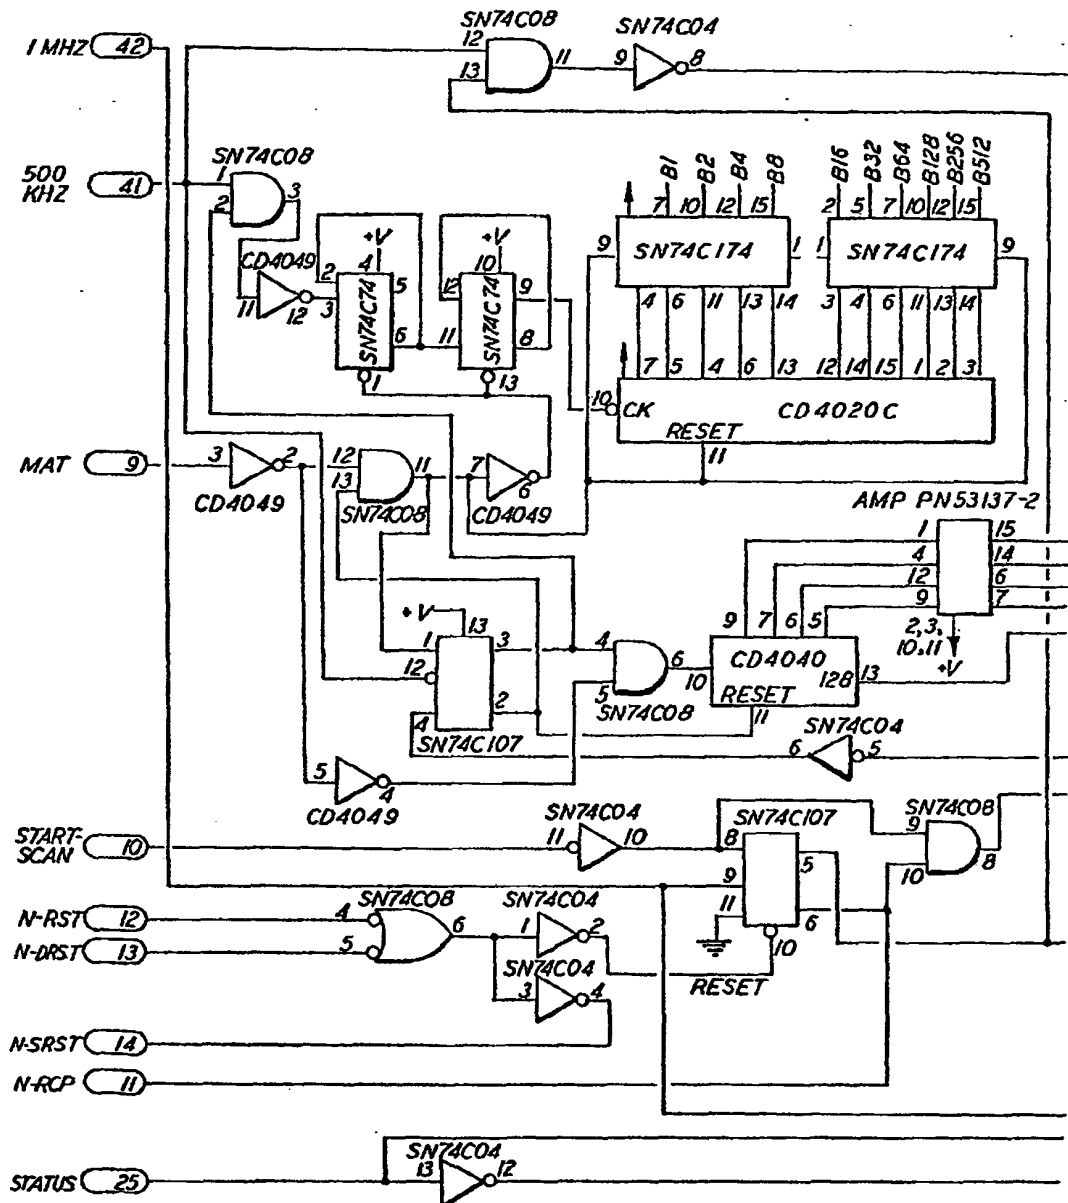 1 MHZ 42
SN74C08
12
13
11
SN74C04
9 8
500 KHZ 41
SN74C08
1
2
3
CD4049
11 12
+V
2 4 5
3 SN74C74 6
1
+V
12 10 9
11 SN74C74 8
13
B1 B2 B4 B8
7 10 12 15
9 SN74C174 1
4 6 11 13 14
B16 B32 B64 B128 B256 B512
2 5 7 10 12 15
1 SN74C174 9
3 4 6 11 13 14
7 5 4 6 13 12 14 15 1 2 3
10 CK CD4020C
RESET
11
MAT 9
3 2
CD4049
12
13
11
SN74C08
7 6
CD4049
AMP PN53137-2
1 15
4 14
12 6
9 7
2, 3,
10, 11
+V
+V
13
1 3
12
4 2
SN74C107
4
5
6
SN74C08
9 7 6 5
10 CD4040
128 13
RESET
11
SN74C04
6 5
5 4
CD4049
START-SCAN 10
SN74C04
11 10
SN74C107
8 5
9
11 6
10
RESET
SN74C08
9
10
8
N-RST 12
N-DRST 13
SN74C08
4
5
6
SN74C04
1 2
SN74C04
3 4
N-SRST 14
N-RCP 11
STATUS 25
SN74C04
13 12